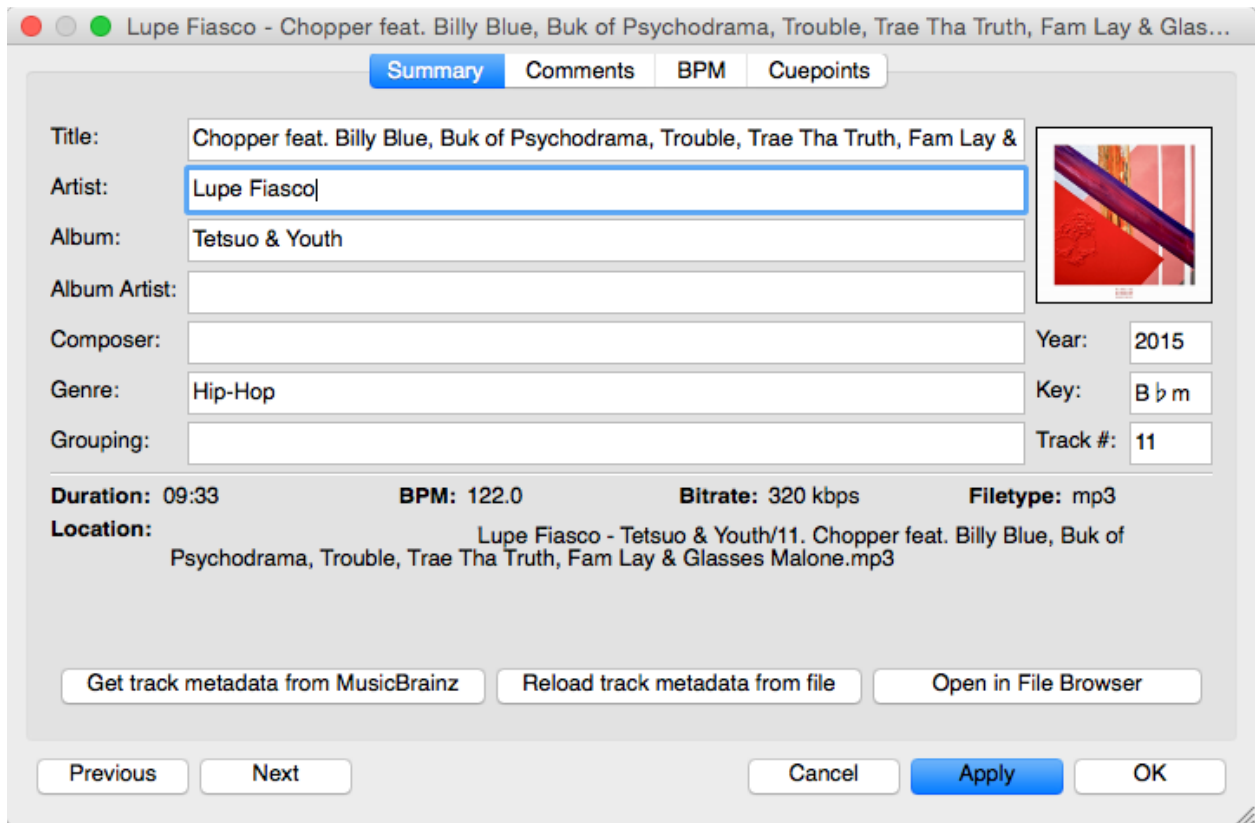 Lupe Fiasco - Chopper feat. Billy Blue, Buk of Psychodrama, Trouble, Trae Tha Truth, Fam Lay & Glas...
Summary Comments BPM Cuepoints
Title: Chopper feat. Billy Blue, Buk of Psychodrama, Trouble, Trae Tha Truth, Fam Lay &
Artist: Lupe Fiasco
Album: Tetsuo & Youth
Album Artist:
Composer:
Year: 2015
Genre: Hip-Hop
Key: B♭m
Grouping:
Track #: 11
Duration: 09:33 BPM: 122.0 Bitrate: 320 kbps Filetype: mp3
Location: Lupe Fiasco - Tetsuo & Youth/11. Chopper feat. Billy Blue, Buk of
Psychodrama, Trouble, Trae Tha Truth, Fam Lay & Glasses Malone.mp3
Get track metadata from MusicBrainz Reload track metadata from file Open in File Browser
Previous Next Cancel Apply OK